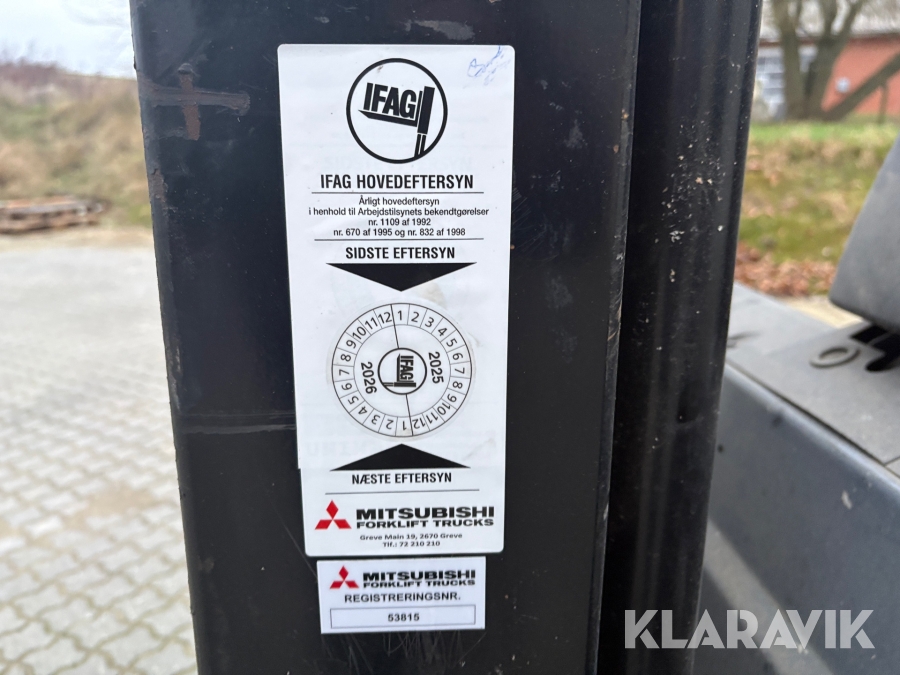 IFAG
IFAG HOVEDEFTERSYN
Årligt hovedeftersyn
i henhold til Arbejdstilsynets bekendtgørelser
nr. 1109 af 1992
nr. 670 af 1995 og nr. 832 af 1998
SIDSTE EFTERSYN
1 2 3 4 5 6 7 8 9 10 11 12
2025
IFAG
2026
1 2 3 4 5 6 7 8 9 10 11 12
NÆSTE EFTERSYN
MITSUBISHI
FORKLIFT TRUCKS
Greve Main 19, 2670 Greve
Tlf.: 72 210 210
MITSUBISHI
FORKLIFT TRUCKS
REGISTRERINGSNR.
53815
KLARAVIK